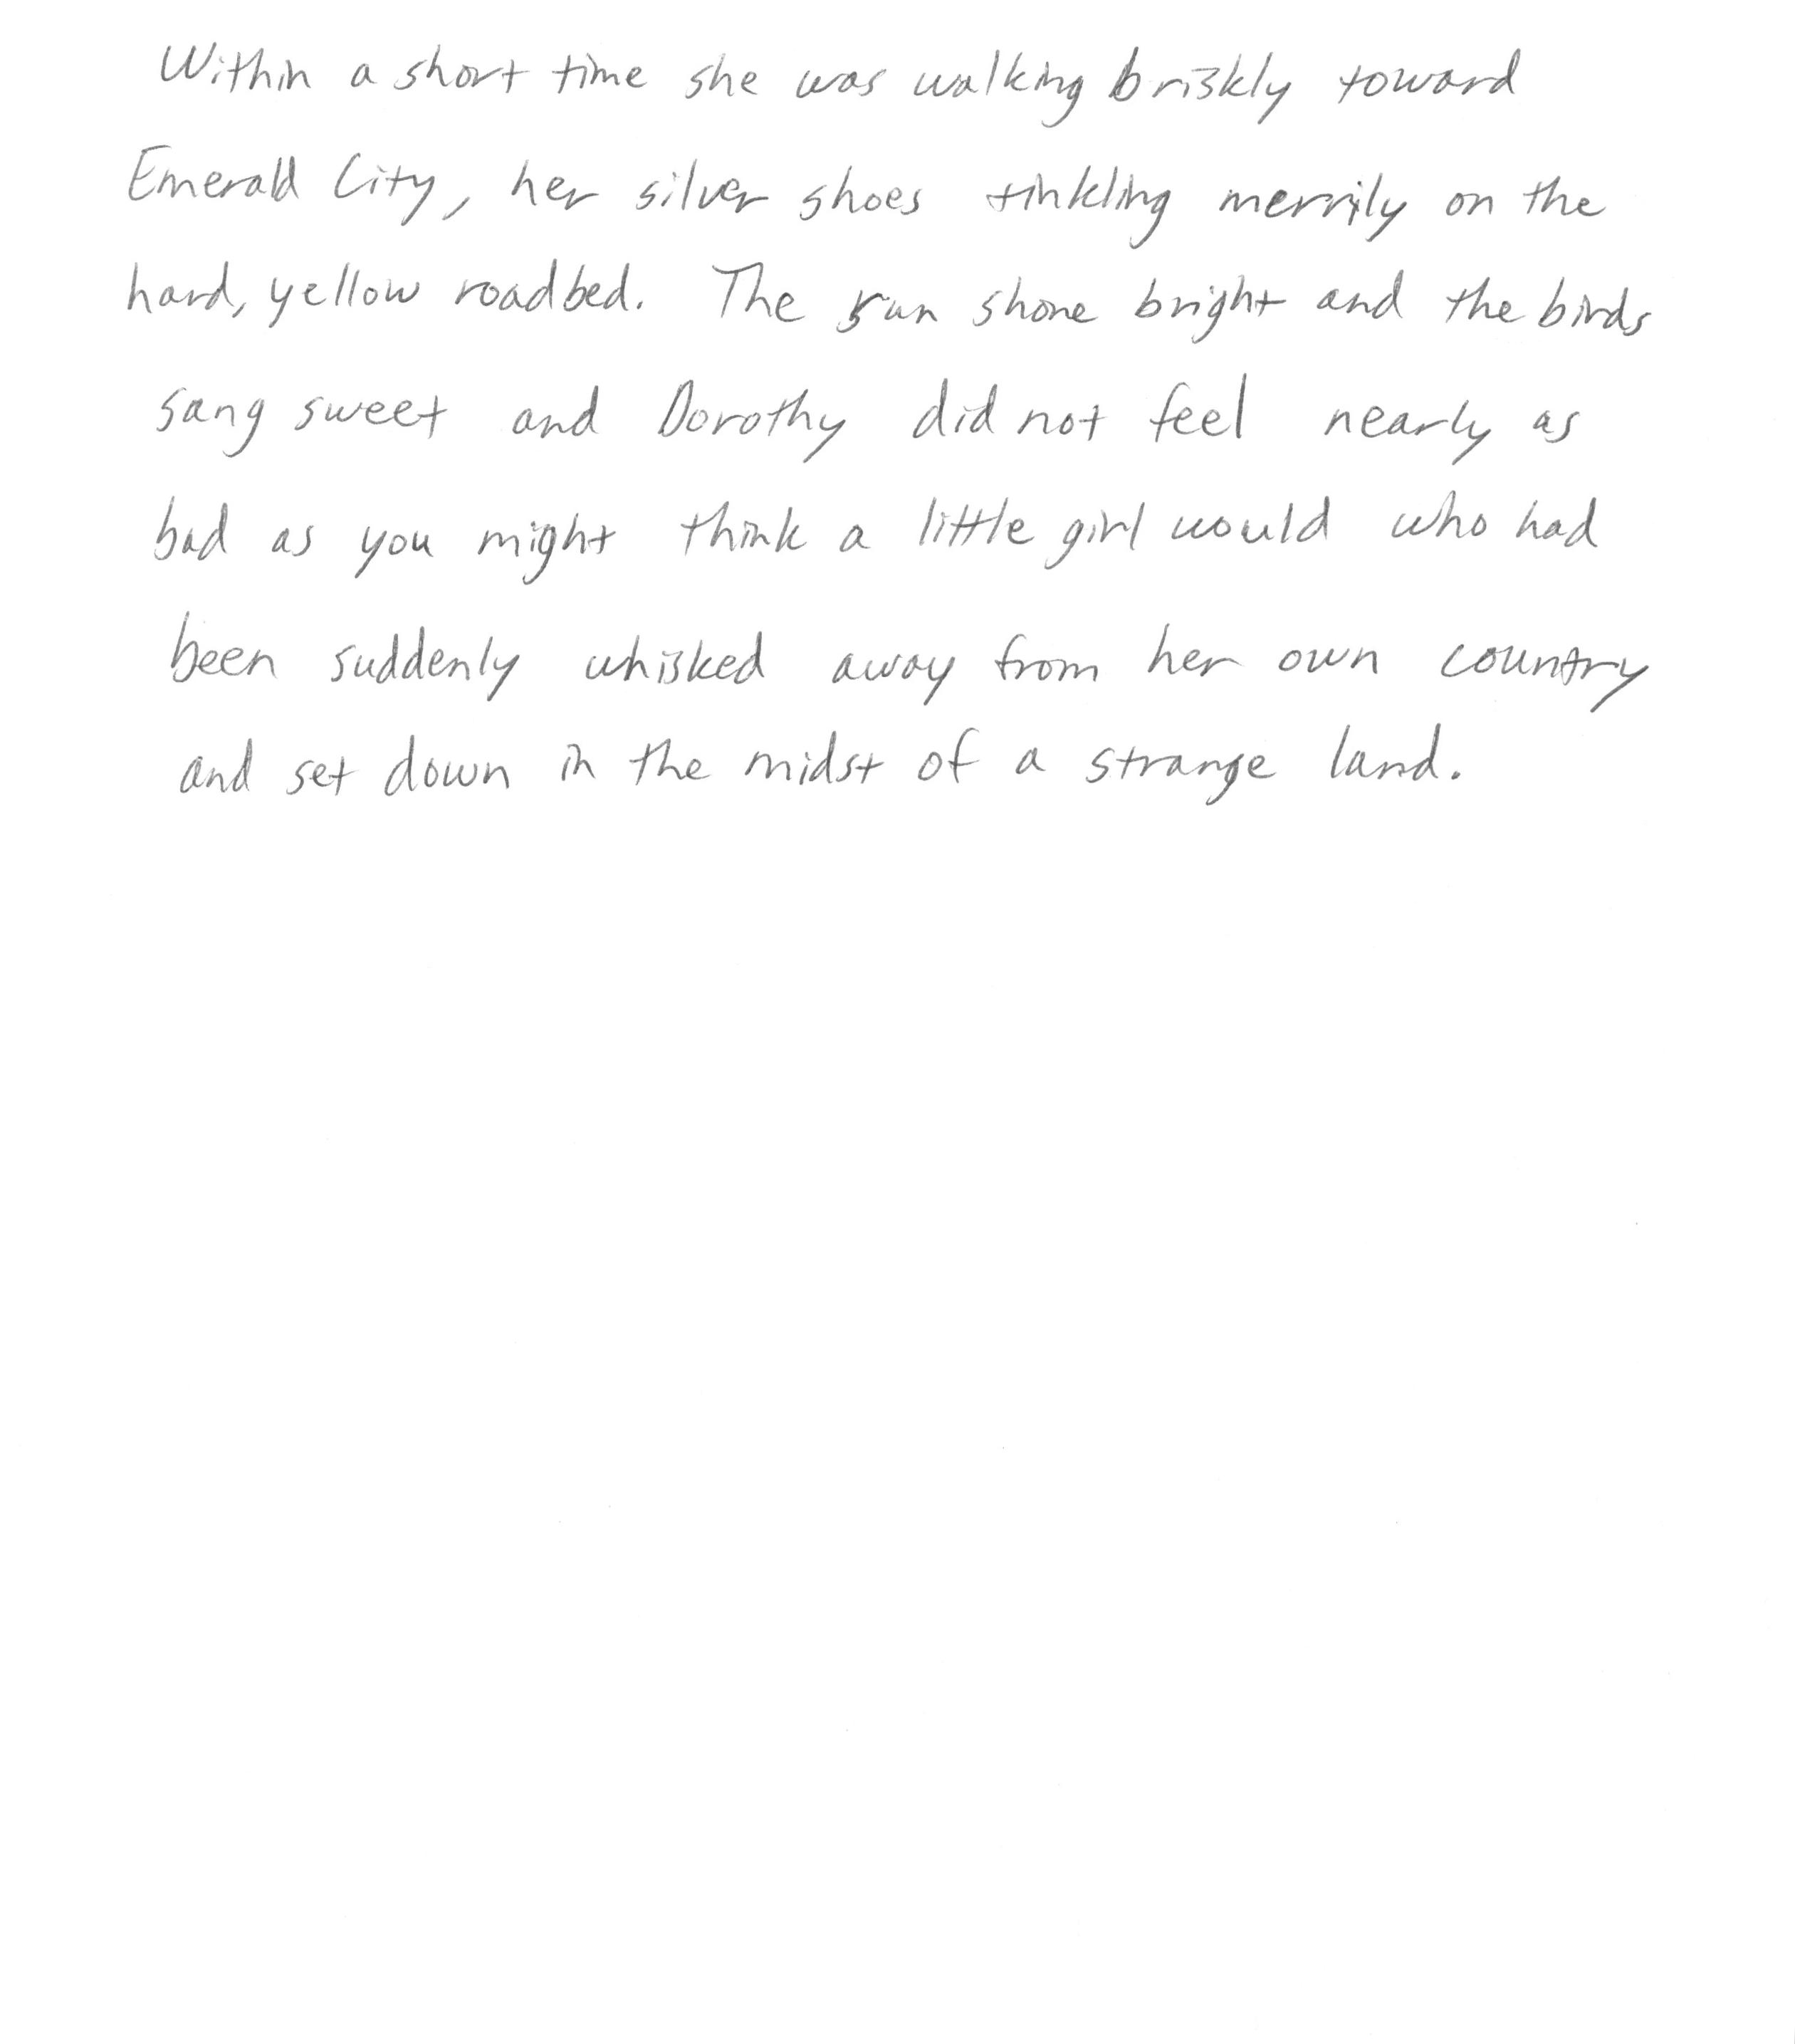 Within a short time she was walking briskly toward
Emerald City, her silver shoes tinkling merrily on the
hard, yellow roadbed. The sun shone bright and the birds
sang sweet and Dorothy did not feel nearly as
bad as you might think a little girl would who had
been suddenly whisked away from her own country
and set down in the midst of a strange land.